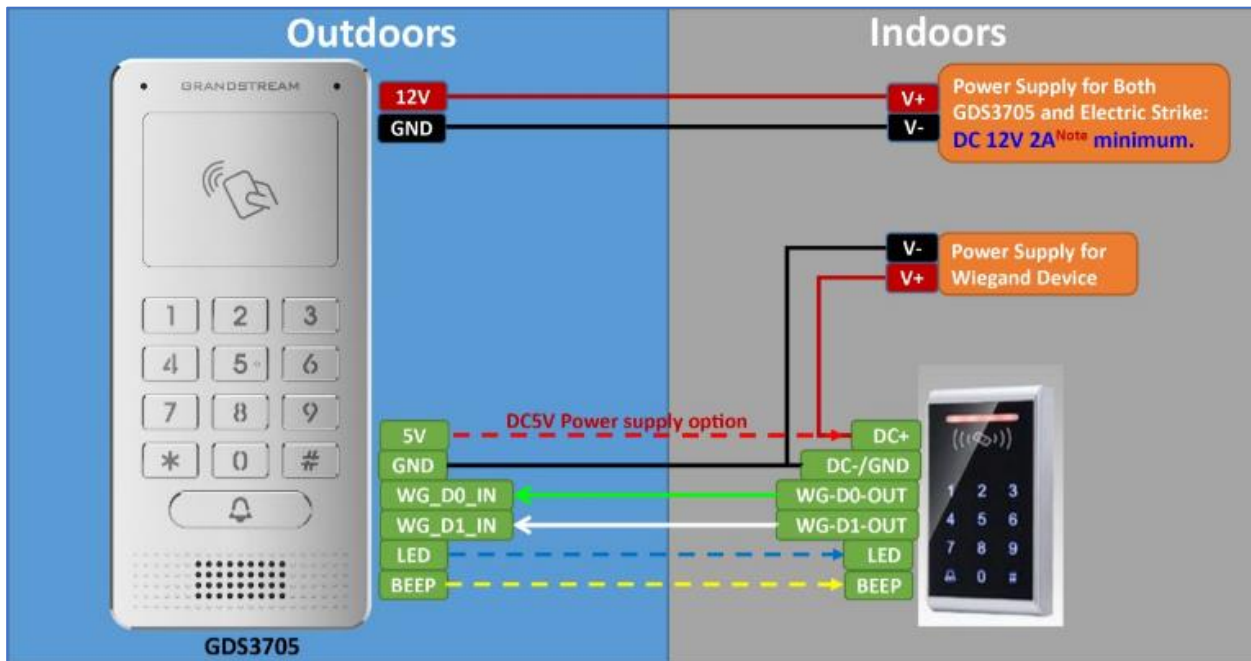 Outdoors
Indoors
GRANDSTREAM
12V
GND
V+
V-
Power Supply for Both
GDS3705 and Electric Strike:
DC 12V 2ANote minimum.
V-
V+
Power Supply for
Wiegand Device
1 2 3
4 5 6
7 8 9
* 0 #
DC5V Power supply option
5V
GND
WG_D0_IN
WG_D1_IN
LED
BEEP
DC+
DC-/GND
WG-D0-OUT
WG-D1-OUT
LED
BEEP
1 2 3
4 5 6
7 8 9
0 #
GDS3705